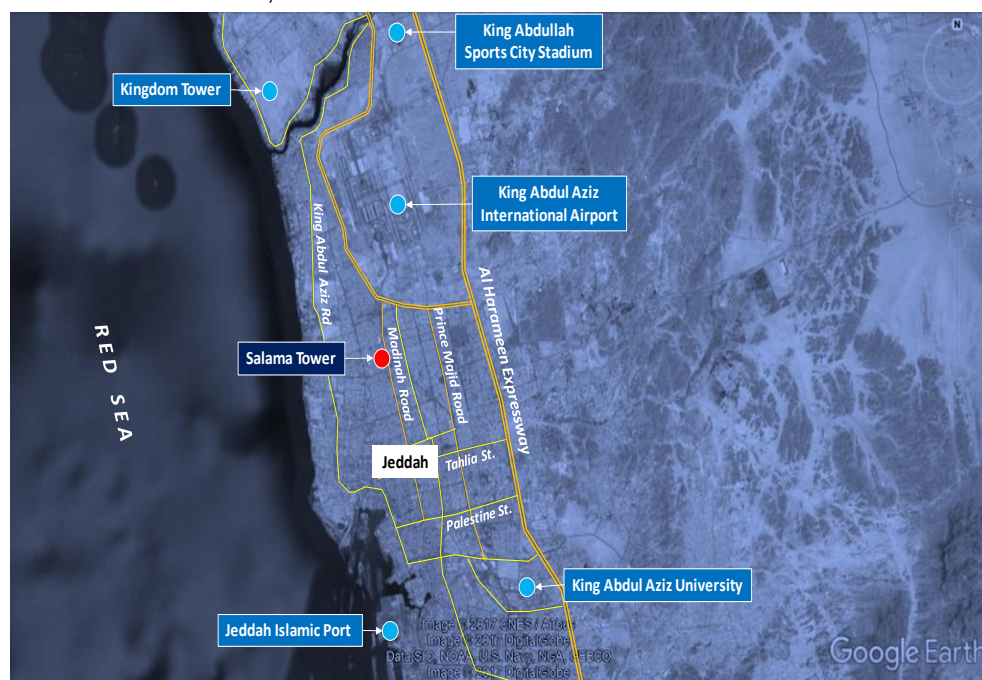 N
King Abdullah
Sports City Stadium
Kingdom Tower
King Abdul Aziz
International Airport
King Abdul Aziz Rd
Al Harameen Expressway
RED SEA
Salama Tower
Madinah Road
Prince Majid Road
Jeddah
Tahlia St.
Palestine St.
King Abdul Aziz University
Jeddah Islamic Port
Image © 2017 CNES / Airbus
Image © 2017 DigitalGlobe
Data SIO, NOAA, U.S. Navy, NGA, GEBCO
Image © 2017 DigitalGlobe
Google Earth